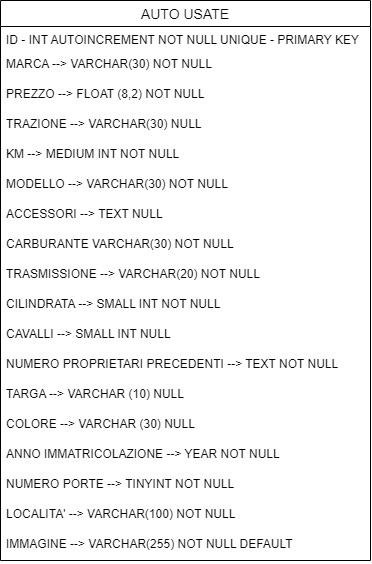 AUTO USATE
ID - INT AUTOINCREMENT NOT NULL UNIQUE - PRIMARY KEY
MARCA --> VARCHAR(30) NOT NULL
PREZZO --> FLOAT (8,2) NOT NULL
TRAZIONE --> VARCHAR(30) NULL
KM --> MEDIUM INT NOT NULL
MODELLO --> VARCHAR(30) NOT NULL
ACCESSORI --> TEXT NULL
CARBURANTE VARCHAR(30) NOT NULL
TRASMISSIONE --> VARCHAR(20) NOT NULL
CILINDRATA --> SMALL INT NOT NULL
CAVALLI --> SMALL INT NULL
NUMERO PROPRIETARI PRECEDENTI --> TEXT NOT NULL
TARGA --> VARCHAR (10) NULL
COLORE --> VARCHAR (30) NULL
ANNO IMMATRICOLAZIONE --> YEAR NOT NULL
NUMERO PORTE --> TINYINT NOT NULL
LOCALITA' --> VARCHAR(100) NOT NULL
IMMAGINE --> VARCHAR(255) NOT NULL DEFAULT